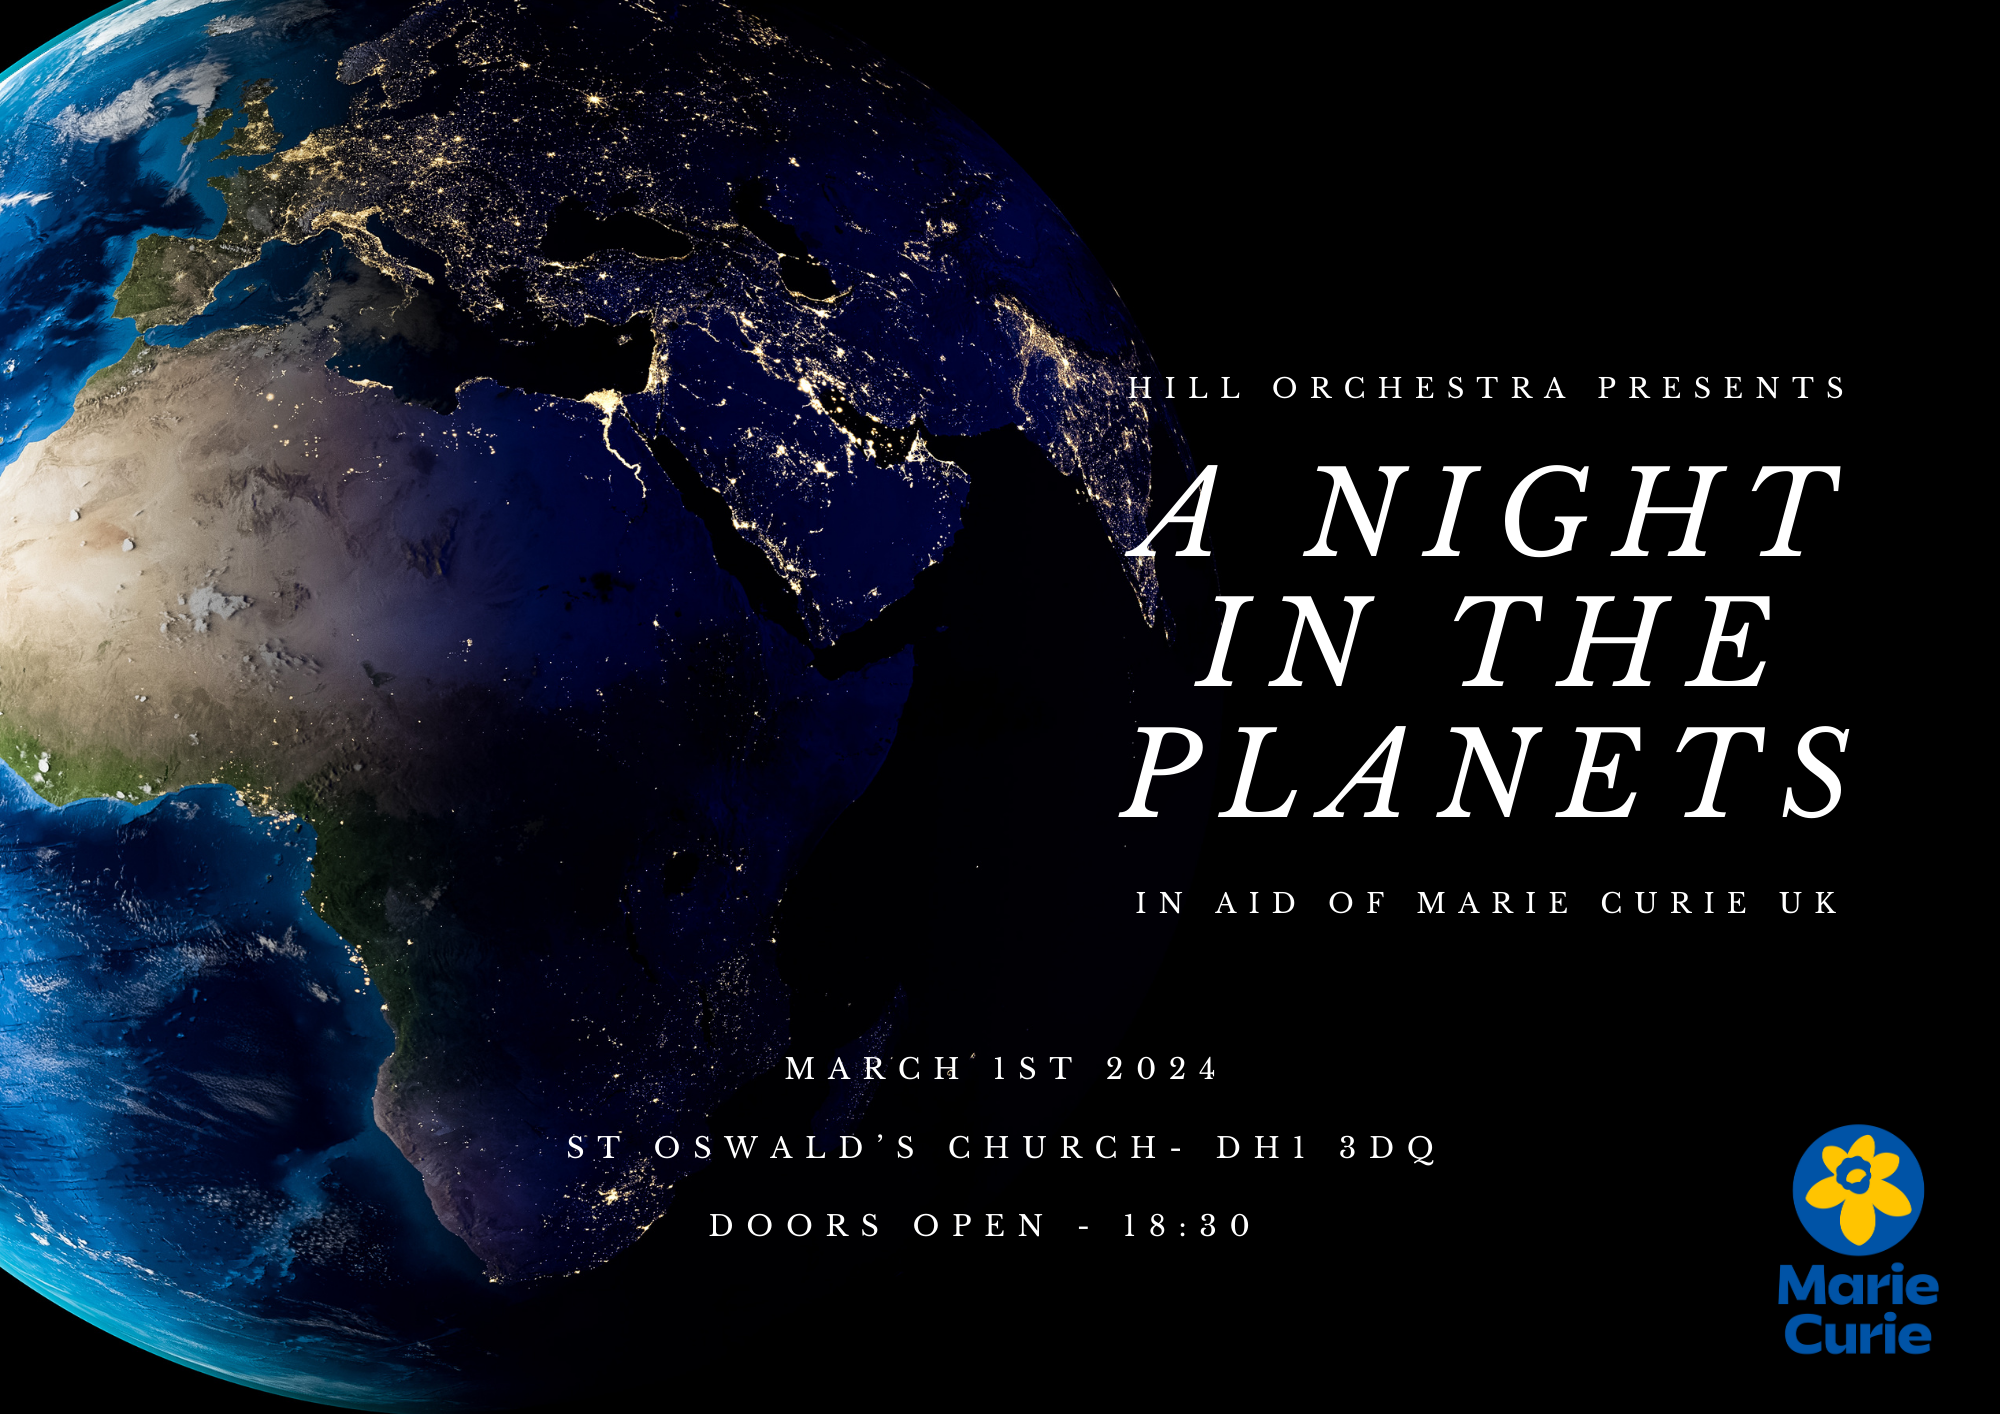 HILL ORCHESTRA PRESENTS
A NIGHT
IN THE
PLANETS
IN AID OF MARIE CURIE UK
MARCH 1ST 2024
ST OSWALD’S CHURCH- DH1 3DQ
DOORS OPEN - 18:30
Marie
Curie